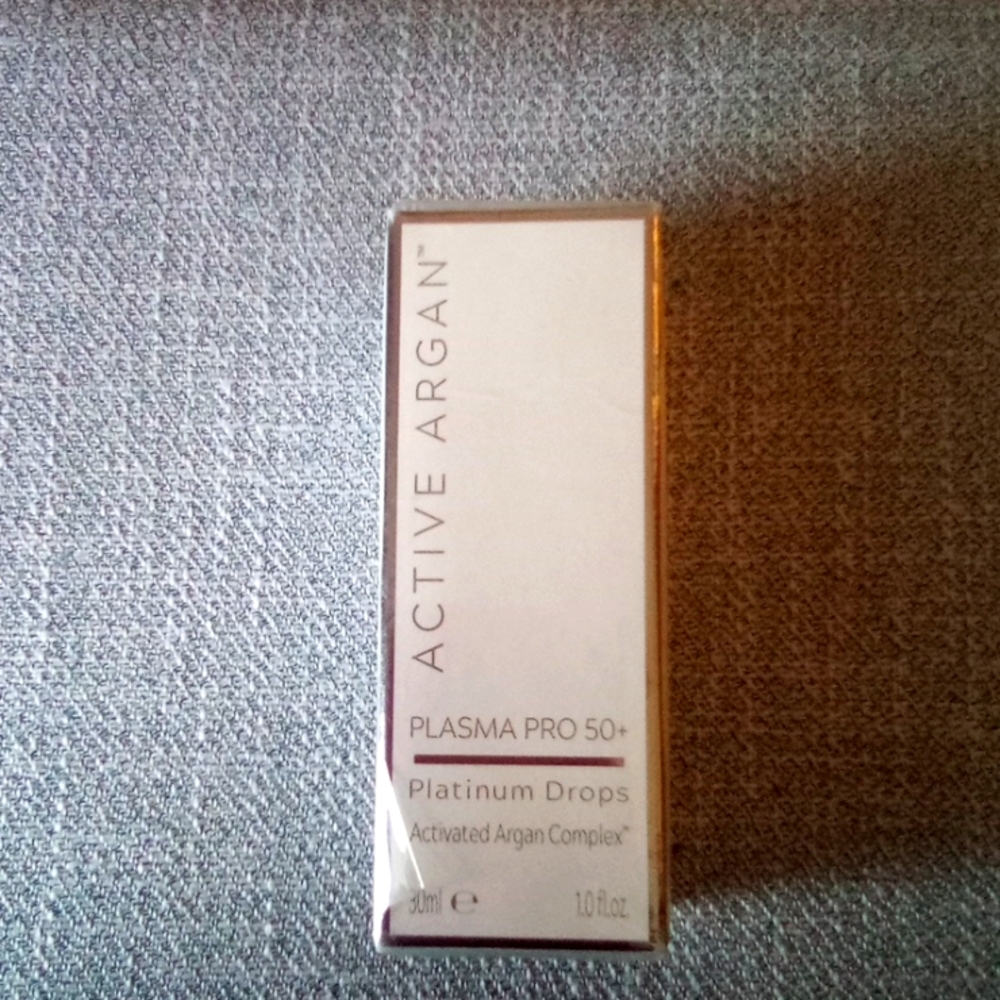 ACTIVE ARGAN™
PLASMA PRO 50+
Platinum Drops
Activated Argan Complex™
30ml ℮ 1.0 fl.oz.